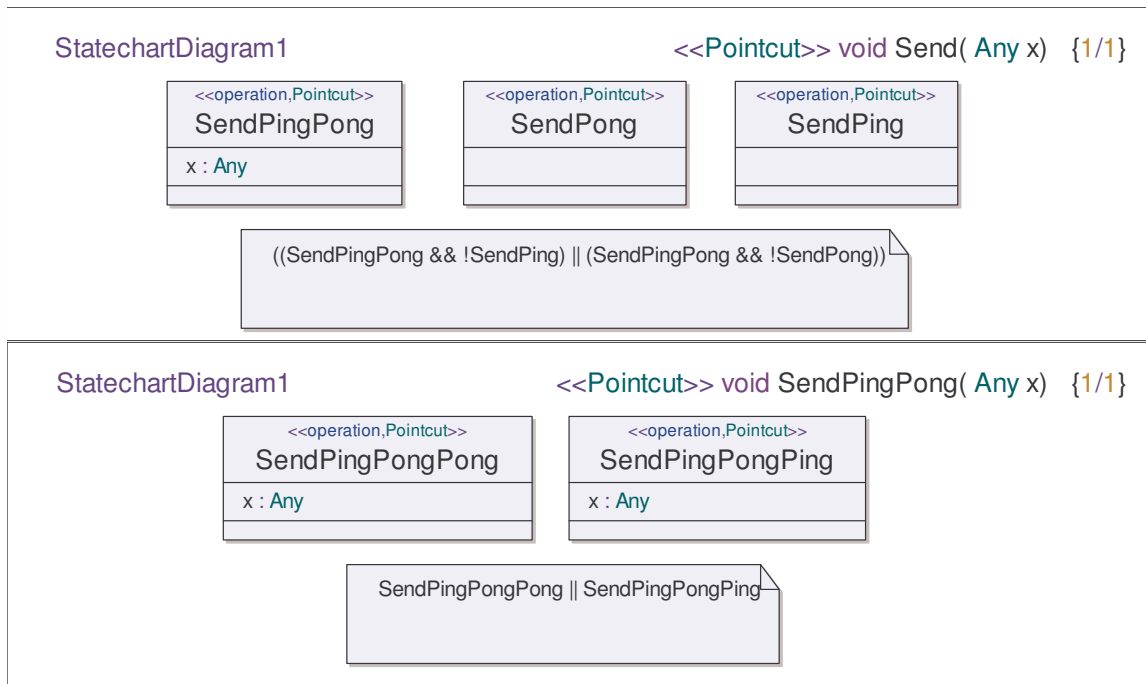 StatechartDiagram1
<<Pointcut>> void Send( Any x) {1/1}
<<operation,Pointcut>>
SendPingPong
x : Any
<<operation,Pointcut>>
SendPong
<<operation,Pointcut>>
SendPing
((SendPingPong && !SendPing) || (SendPingPong && !SendPong))
StatechartDiagram1
<<Pointcut>> void SendPingPong( Any x) {1/1}
<<operation,Pointcut>>
SendPingPongPong
x : Any
<<operation,Pointcut>>
SendPingPongPing
x : Any
SendPingPongPong || SendPingPongPing